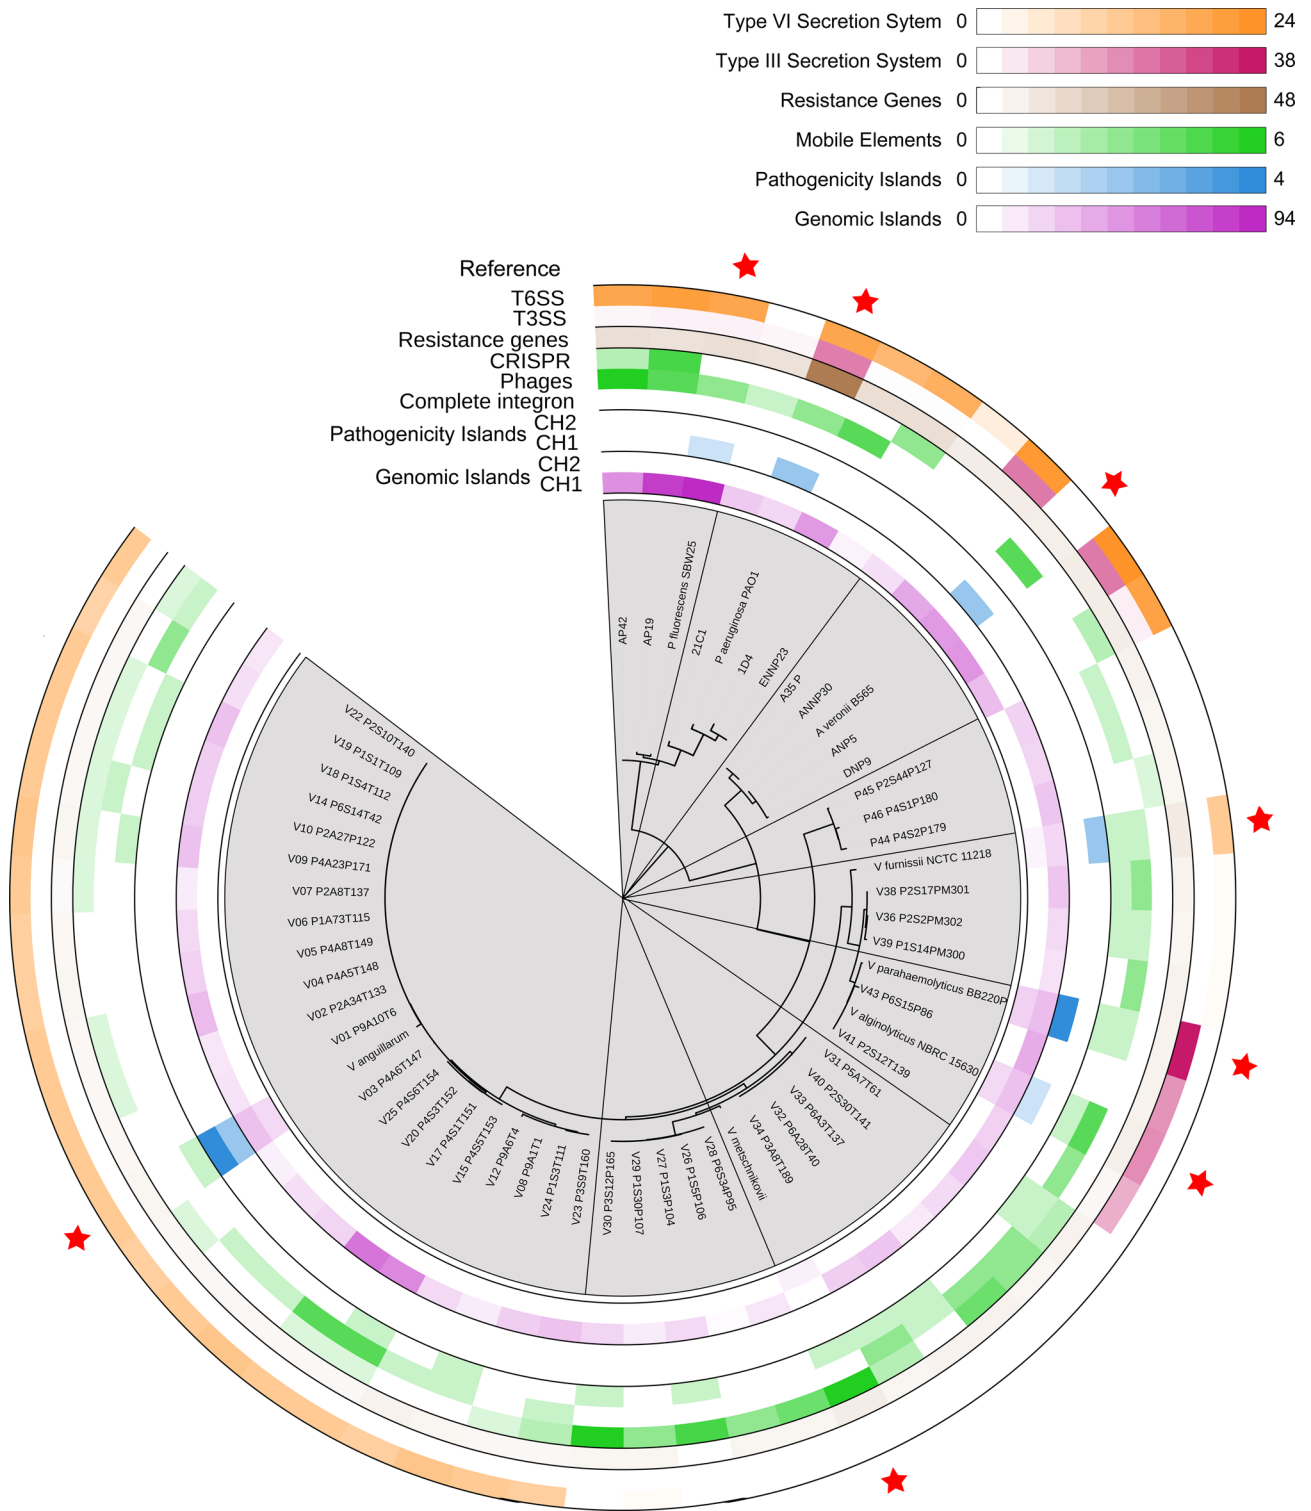 Type VI Secretion Sytem 0 24
Type III Secretion System 0 38
Resistance Genes 0 48
Mobile Elements 0 6
Pathogenicity Islands 0 4
Genomic Islands 0 94
Reference
T6SS
T3SS
Resistance genes
CRISPR
Phages
Complete integron
Pathogenicity Islands CH2
CH1
Genomic Islands CH2
CH1
AP42
AP19
P fluorescens SBW25
21C1
P aeruginosa PAO1
1D4
ENNP23
A35 P
ANNP30
A veronii B565
ANP5
DNP9
P45 P2S44P127
P46 P4S1P180
P44 P4S2P179
V furnissii NCTC 11218
V38 P2S17PM301
V36 P2S2PM302
V39 P1S14PM300
V parahaemolyticus BB220P
V43 P6S15P86
V alginolyticus NBRC 15630
V41 P2S12T139
V31 P5A7T61
V40 P2S30T141
V33 P6A3T137
V32 P6A28T40
V34 P3A8T189
V metschnikovii
V28 P6S34P95
V26 P1S5P106
V27 P1S3P104
V29 P1S30P107
V30 P3S12P165
V23 P3S9T160
V24 P1S3T111
V08 P9A1T1
V12 P9A6T4
V15 P4S5T153
V17 P4S1T151
V20 P4S3T152
V25 P4S6T154
V03 P4A6T147
V anguillarum
V01 P9A10T6
V02 P2A34T133
V04 P4A5T148
V05 P4A8T149
V06 P1A73T115
V07 P2A8T137
V09 P4A23P171
V10 P2A27P122
V14 P6S14T42
V18 P1S4T112
V19 P1S1T109
V22 P2S10T140